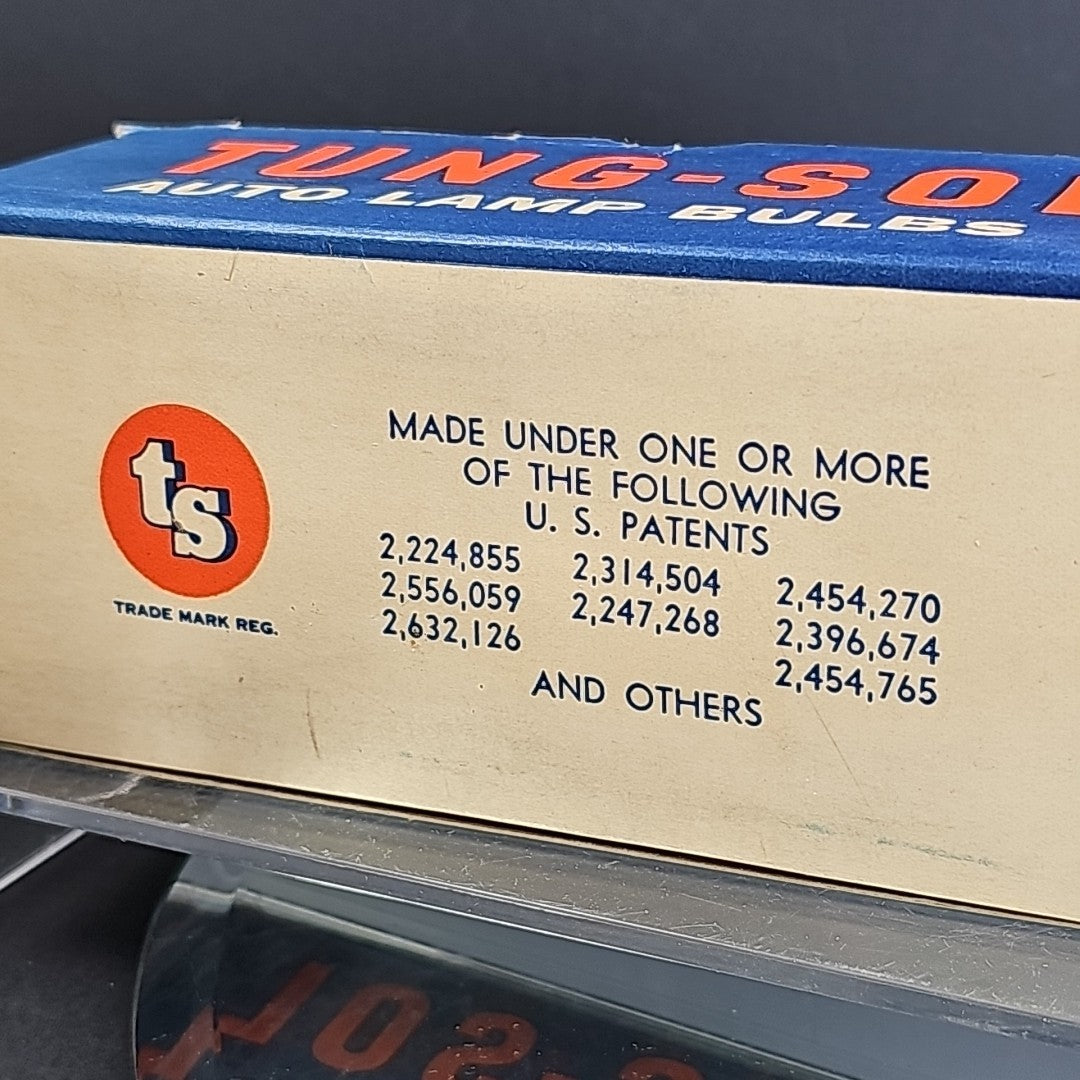 TUNG-SOL
AUTO LAMP BULBS
ts
TRADE MARK REG.
MADE UNDER ONE OR MORE
OF THE FOLLOWING
U. S. PATENTS
2,224,855 2,314,504 2,454,270
2,556,059 2,247,268 2,396,674
2,632,126 2,454,765
AND OTHERS